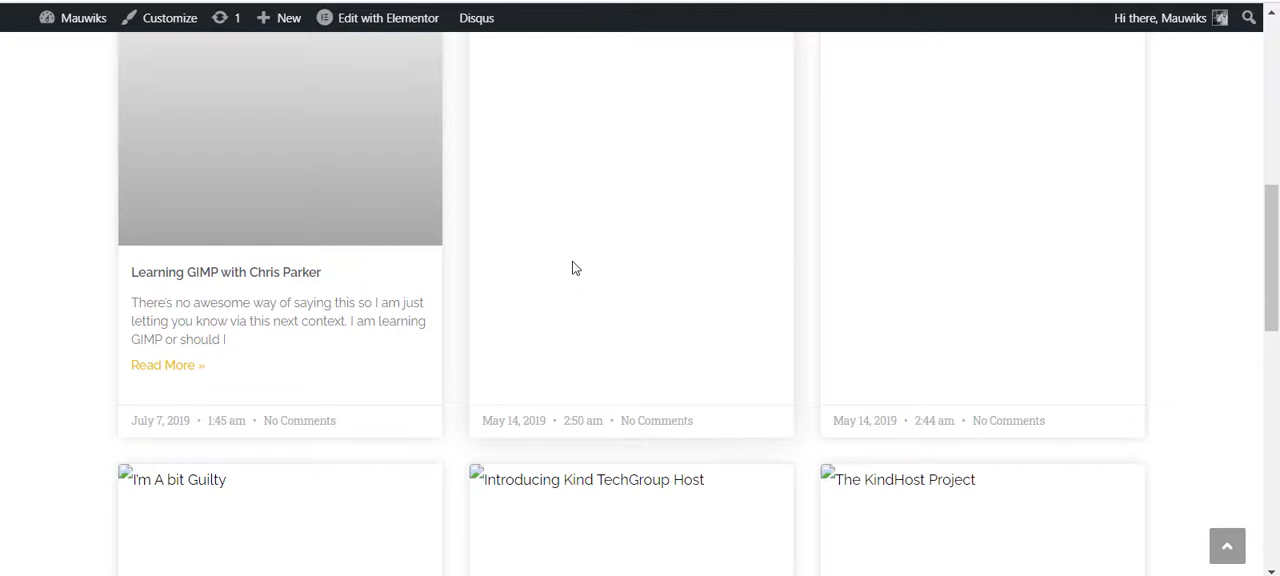 Mauwiks Customize 1 New Edit with Elementor Disqus Hi there, Mauwiks
Learning GIMP with Chris Parker
There's no awesome way of saying this so I am just
letting you know via this next context. I am learning
GIMP or should I
Read More »
July 7, 2019 • 1:45 am • No Comments
May 14, 2019 • 2:50 am • No Comments
May 14, 2019 • 2:44 am • No Comments
I'm A bit Guilty
Introducing Kind TechGroup Host
The KindHost Project